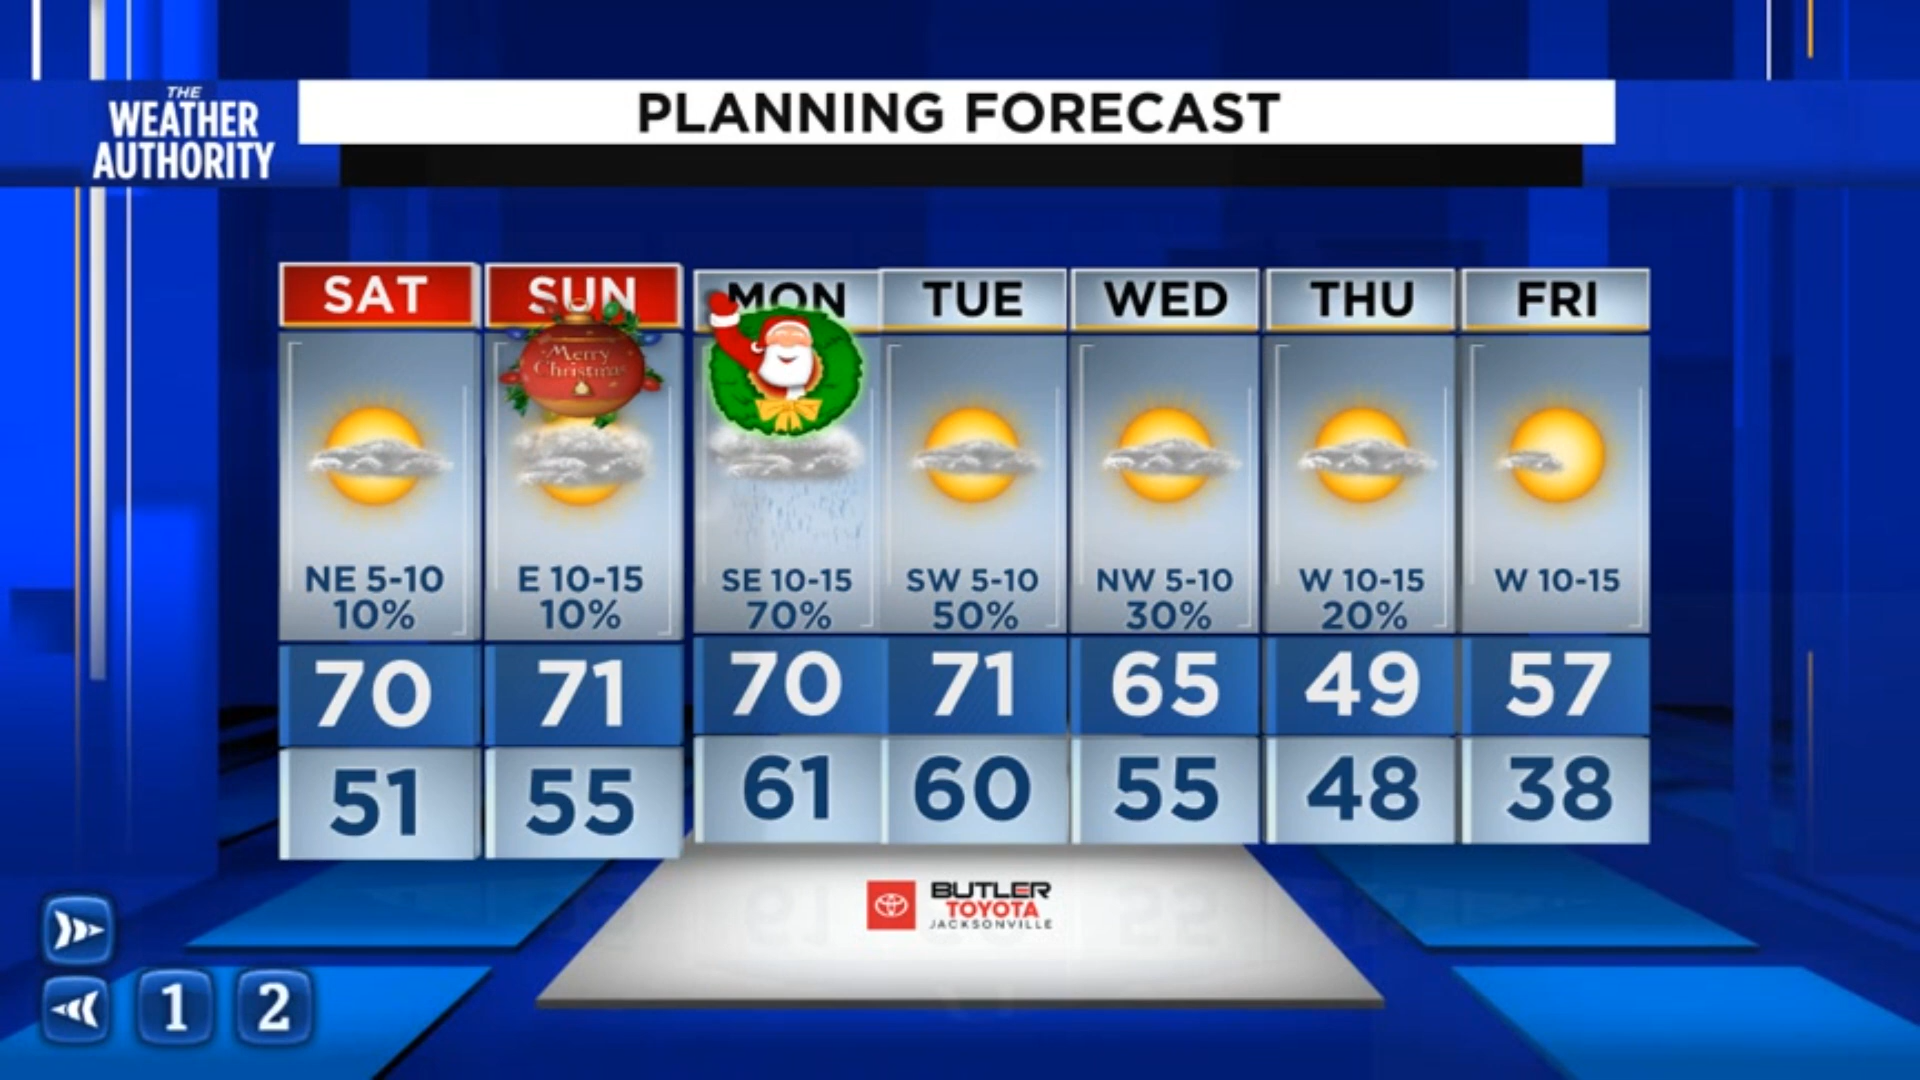 THE
WEATHER
AUTHORITY
PLANNING FORECAST
SAT SUN MON TUE WED THU FRI
Merry
Christmas
NE 5-10 E 10-15 SE 10-15 SW 5-10 NW 5-10 W 10-15 W 10-15
10% 10% 70% 50% 30% 20%
70 71 70 71 65 49 57
51 55 61 60 55 48 38
BUTLER
TOYOTA
JACKSONVILLE
1 2